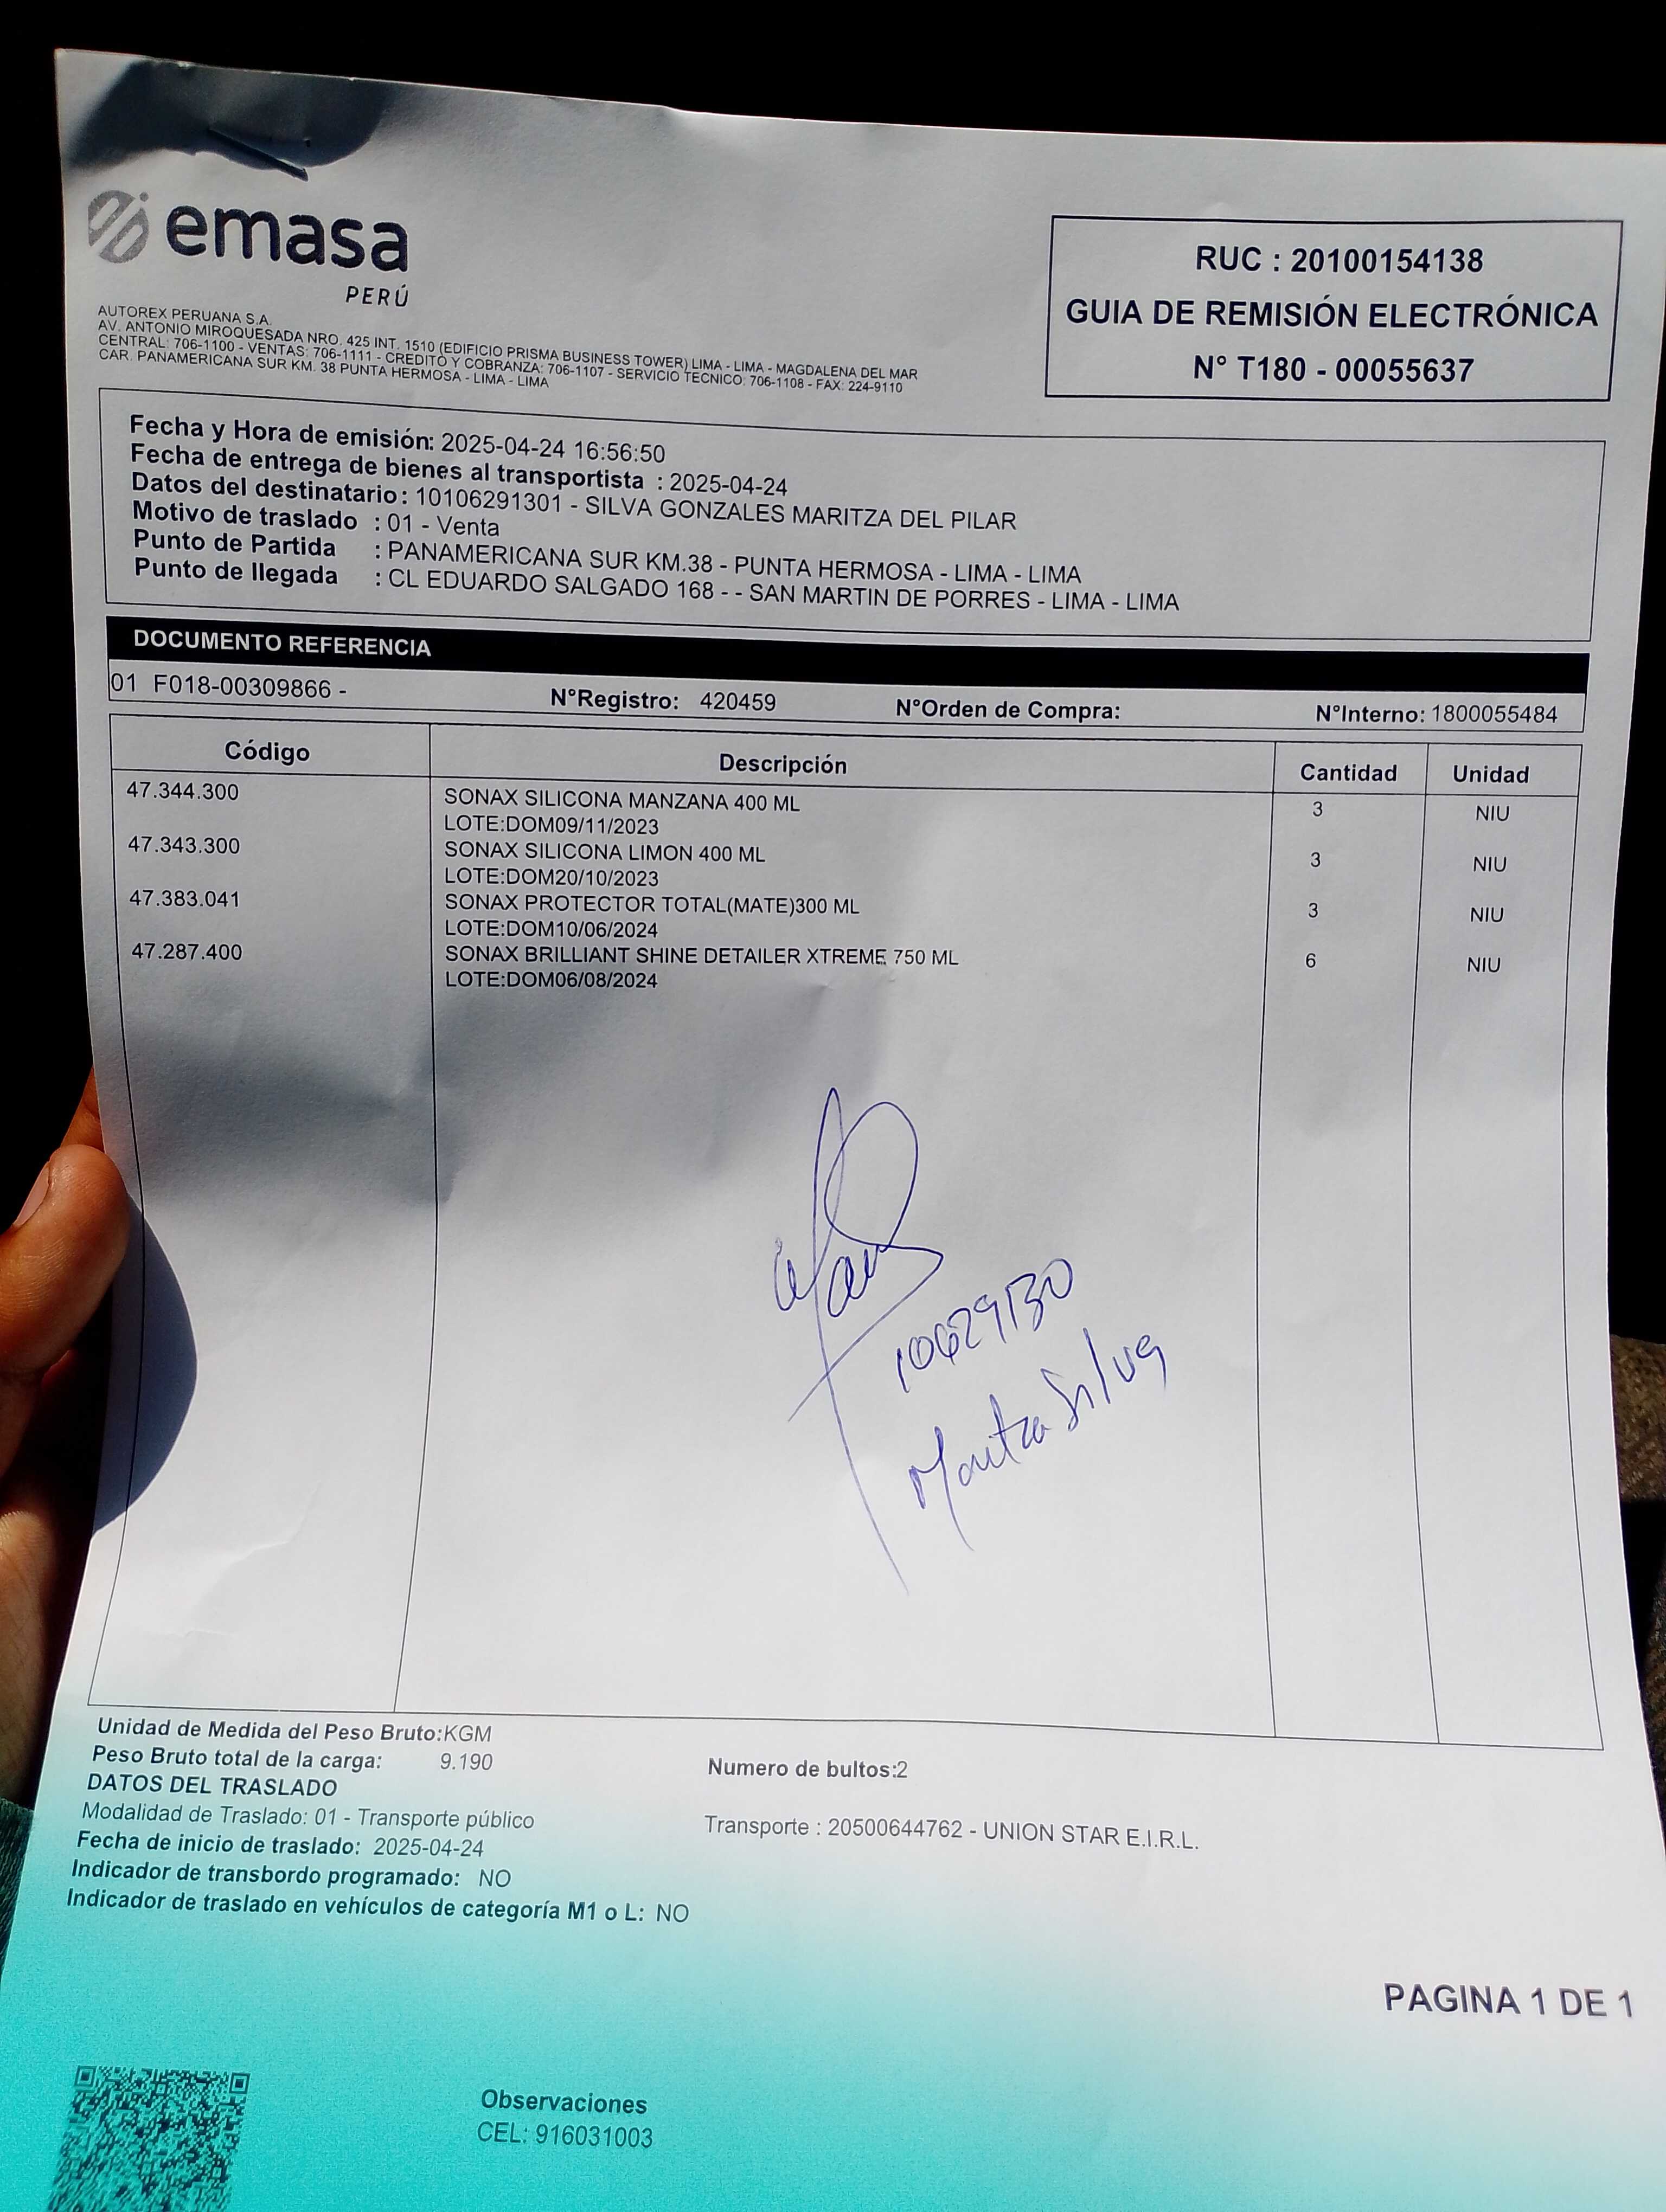 emasa
PERÚ
AUTOREX PERUANA S.A.
AV. ANTONIO MIROQUESADA NRO. 425 INT. 1510 (EDIFICIO PRISMA BUSINESS TOWER) LIMA - LIMA - MAGDALENA DEL MAR
CENTRAL: 706-1100 - VENTAS: 706-1111 - CREDITO Y COBRANZA: 706-1107 - SERVICIO TECNICO: 706-1108 - FAX: 224-9110
CAR. PANAMERICANA SUR KM. 38 PUNTA HERMOSA - LIMA - LIMA
RUC : 20100154138
GUIA DE REMISIÓN ELECTRÓNICA
N° T180 - 00055637
Fecha y Hora de emisión: 2025-04-24 16:56:50
Fecha de entrega de bienes al transportista : 2025-04-24
Datos del destinatario: 10106291301 - SILVA GONZALES MARITZA DEL PILAR
Motivo de traslado : 01 - Venta
Punto de Partida : PANAMERICANA SUR KM.38 - PUNTA HERMOSA - LIMA - LIMA
Punto de llegada : CL EDUARDO SALGADO 168 - - SAN MARTIN DE PORRES - LIMA - LIMA
DOCUMENTO REFERENCIA
01 F018-00309866 - N°Registro: 420459 N°Orden de Compra: N°Interno: 1800055484
Código Descripción Cantidad Unidad
47.344.300 SONAX SILICONA MANZANA 400 ML 3 NIU
LOTE:DOM09/11/2023
47.343.300 SONAX SILICONA LIMON 400 ML 3 NIU
LOTE:DOM20/10/2023
47.383.041 SONAX PROTECTOR TOTAL(MATE)300 ML 3 NIU
LOTE:DOM10/06/2024
47.287.400 SONAX BRILLIANT SHINE DETAILER XTREME 750 ML 6 NIU
LOTE:DOM06/08/2024
10629130
Maritza Silva
Unidad de Medida del Peso Bruto:KGM
Peso Bruto total de la carga: 9.190 Numero de bultos:2
DATOS DEL TRASLADO
Modalidad de Traslado: 01 - Transporte público Transporte : 20500644762 - UNION STAR E.I.R.L.
Fecha de inicio de traslado: 2025-04-24
Indicador de transbordo programado: NO
Indicador de traslado en vehículos de categoría M1 o L: NO
PAGINA 1 DE 1
Observaciones
CEL: 916031003